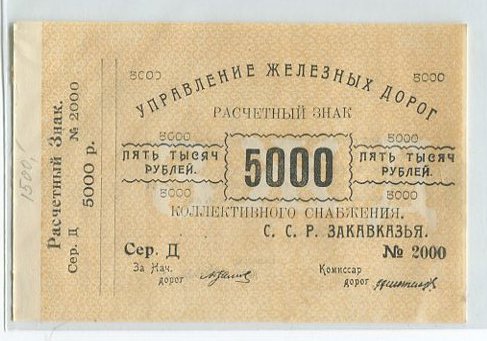 Расчетный Знак.
Сер. Д № 2000
5000 р.
1500,
5000 5000
УПРАВЛЕНИЕ ЖЕЛЕЗНЫХ ДОРОГ
РАСЧЕТНЫЙ ЗНАК
5000 5000
ПЯТЬ ТЫСЯЧ РУБЛЕЙ.
5000
ПЯТЬ ТЫСЯЧ РУБЛЕЙ.
5000 5000
КОЛЛЕКТИВНОГО СНАБЖЕНИЯ.
С. С. Р. ЗАКАВКАЗЬЯ.
Сер. Д № 2000
За Нач. дорог
Комиссар дорог